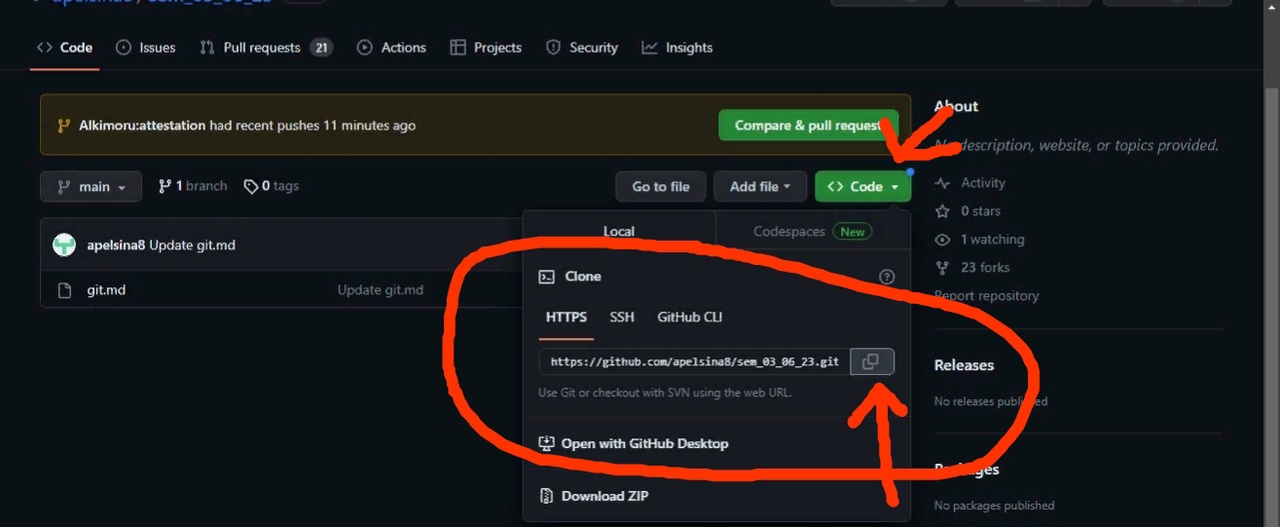 apelsina8 / sem_03_06_23
Code Issues Pull requests 21 Actions Projects Security Insights
Alkimoru:attestation had recent pushes 11 minutes ago
Compare & pull request
main 1 branch 0 tags
Go to file Add file Code
apelsina8 Update git.md
git.md Update git.md
Local Codespaces New
Clone
HTTPS SSH GitHub CLI
https://github.com/apelsina8/sem_03_06_23.git
Use Git or checkout with SVN using the web URL.
Open with GitHub Desktop
Download ZIP
About
No description, website, or topics provided.
Activity
0 stars
1 watching
23 forks
Report repository
Releases
No releases published
Packages
No packages published